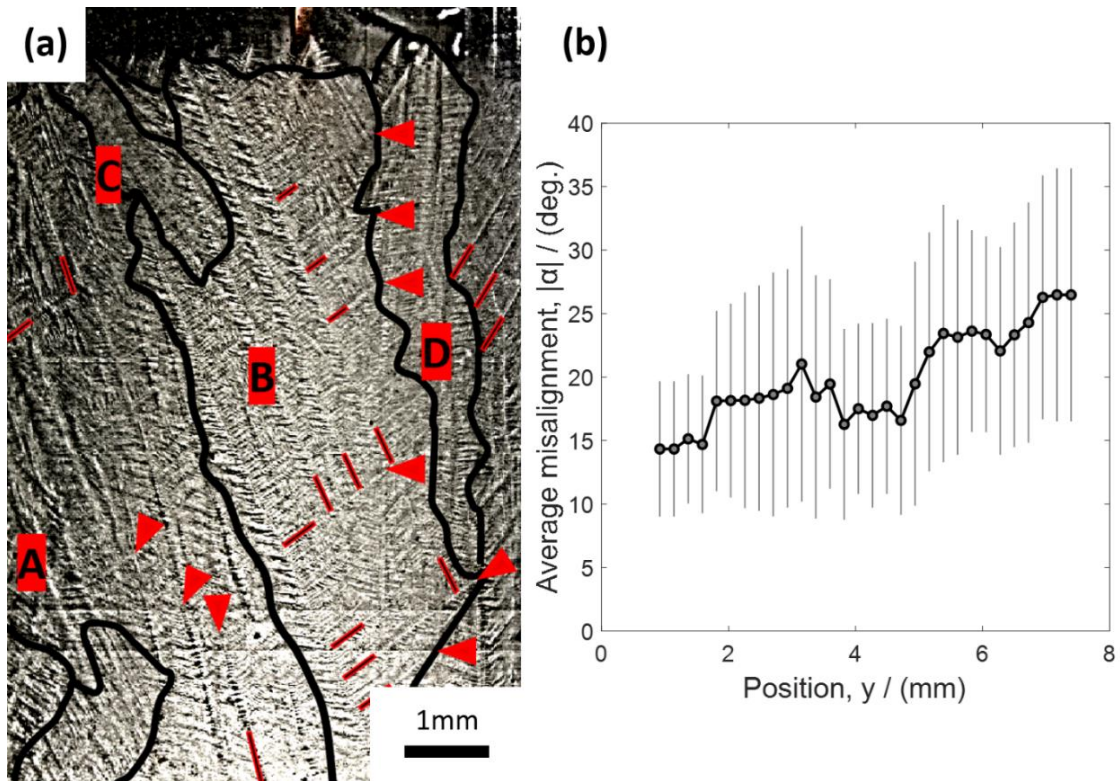 (a)
C
B
D
A
1mm
(b)
40
35
30
25
20
15
10
5
0
Average misalignment, |α| / (deg.)
0 2 4 6 8
Position, y / (mm)